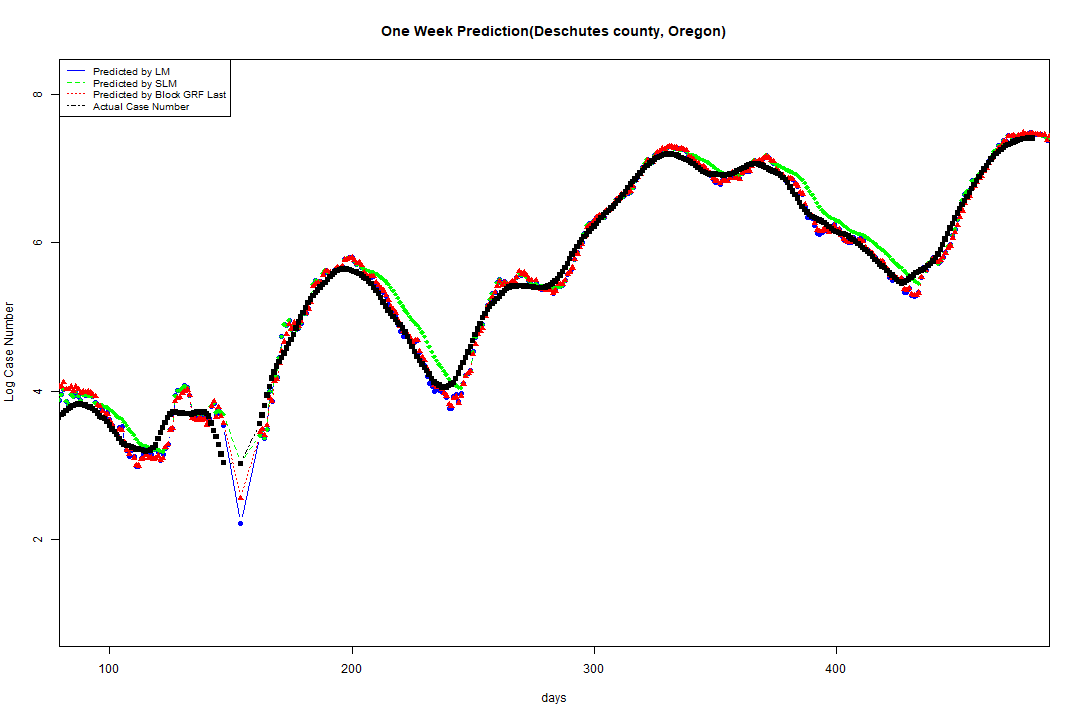 One Week Prediction(Deschutes county, Oregon)
Predicted by LM
Predicted by SLM
Predicted by Block GRF Last
Actual Case Number
8
6
4
2
Log Case Number
100 200 300 400
days